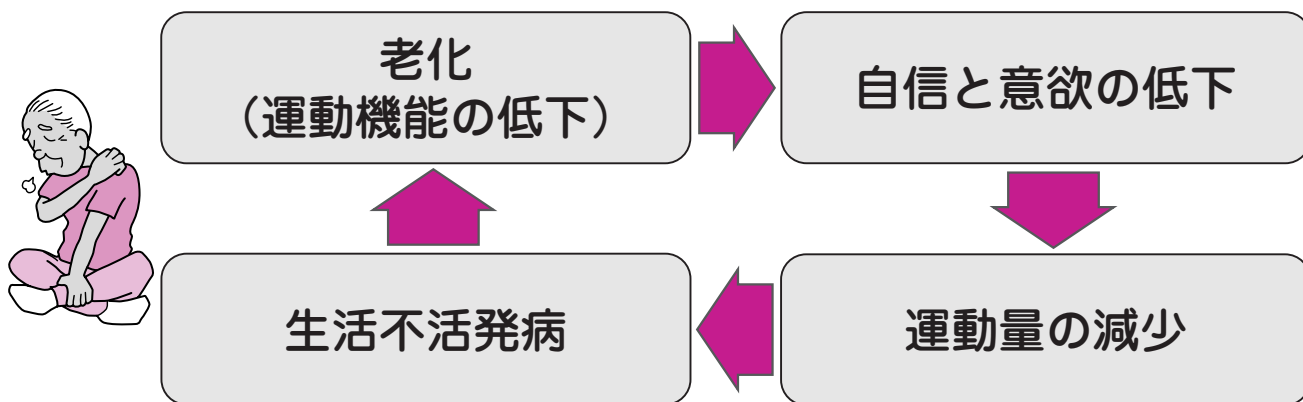 老化
（運動機能の低下）
自信と意欲の低下
運動量の減少
生活不活発病